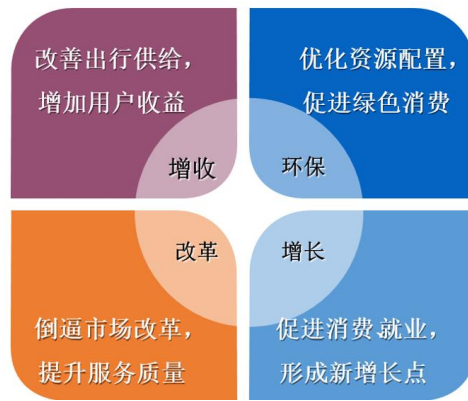 改善出行供给，
增加用户收益
增收
优化资源配置，
促进绿色消费
环保
改革
倒逼市场改革，
提升服务质量
增长
促进消费就业，
形成新增长点